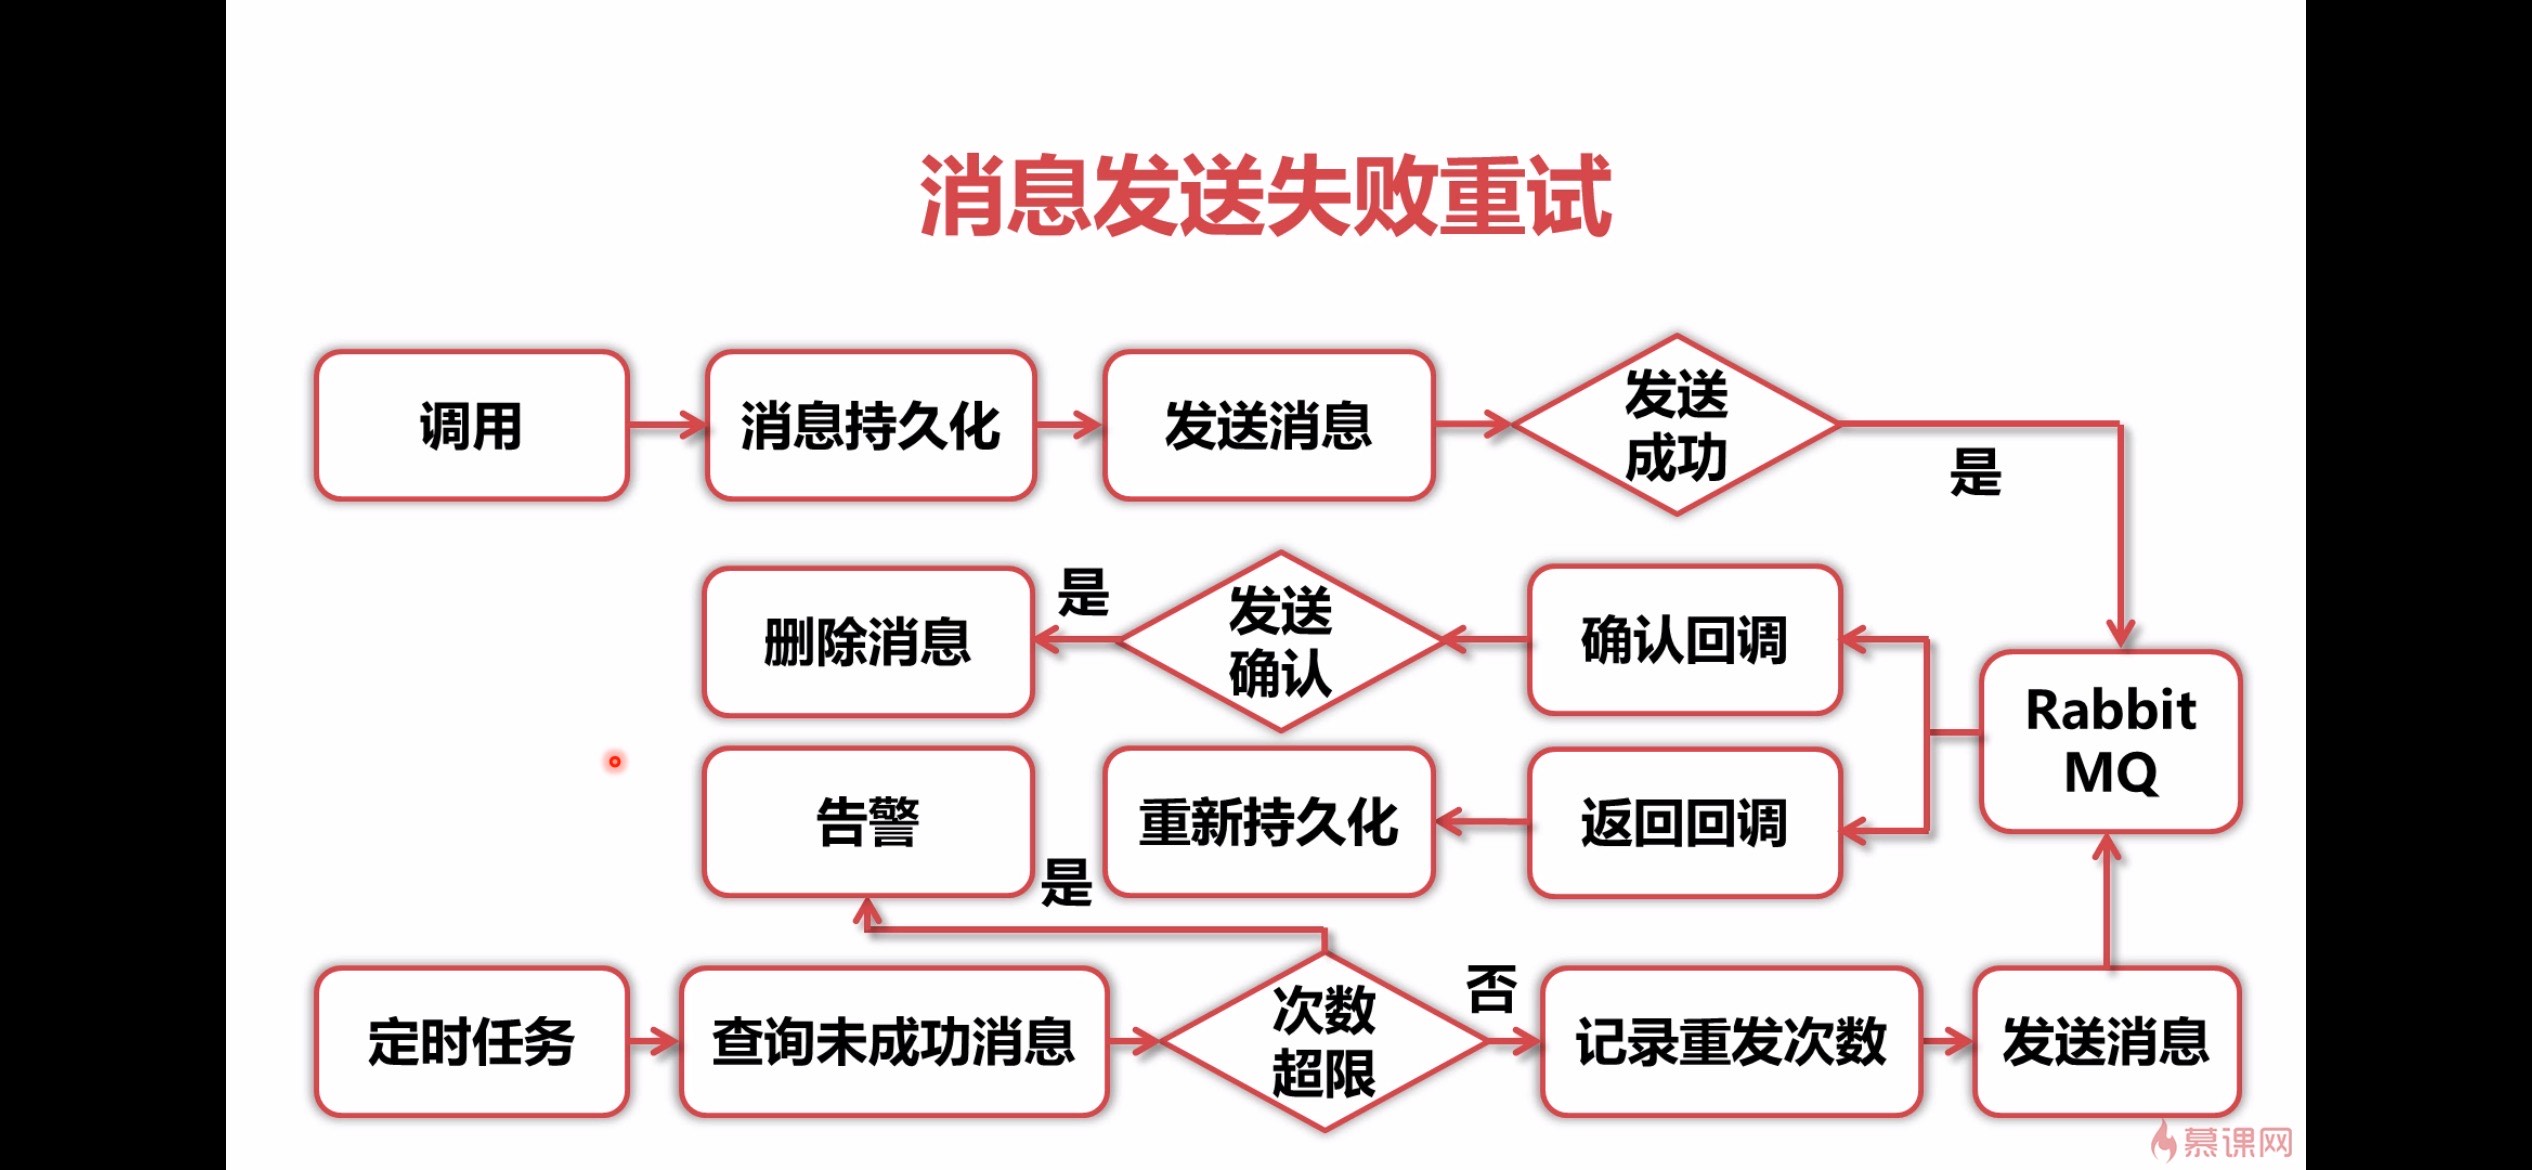 消息发送失败重试
调用
消息持久化
发送消息
发送
成功
是
删除消息
是
发送
确认
确认回调
Rabbit
MQ
告警
是
重新持久化
返回回调
定时任务
查询未成功消息
次数
超限
否
记录重发次数
发送消息
慕课网